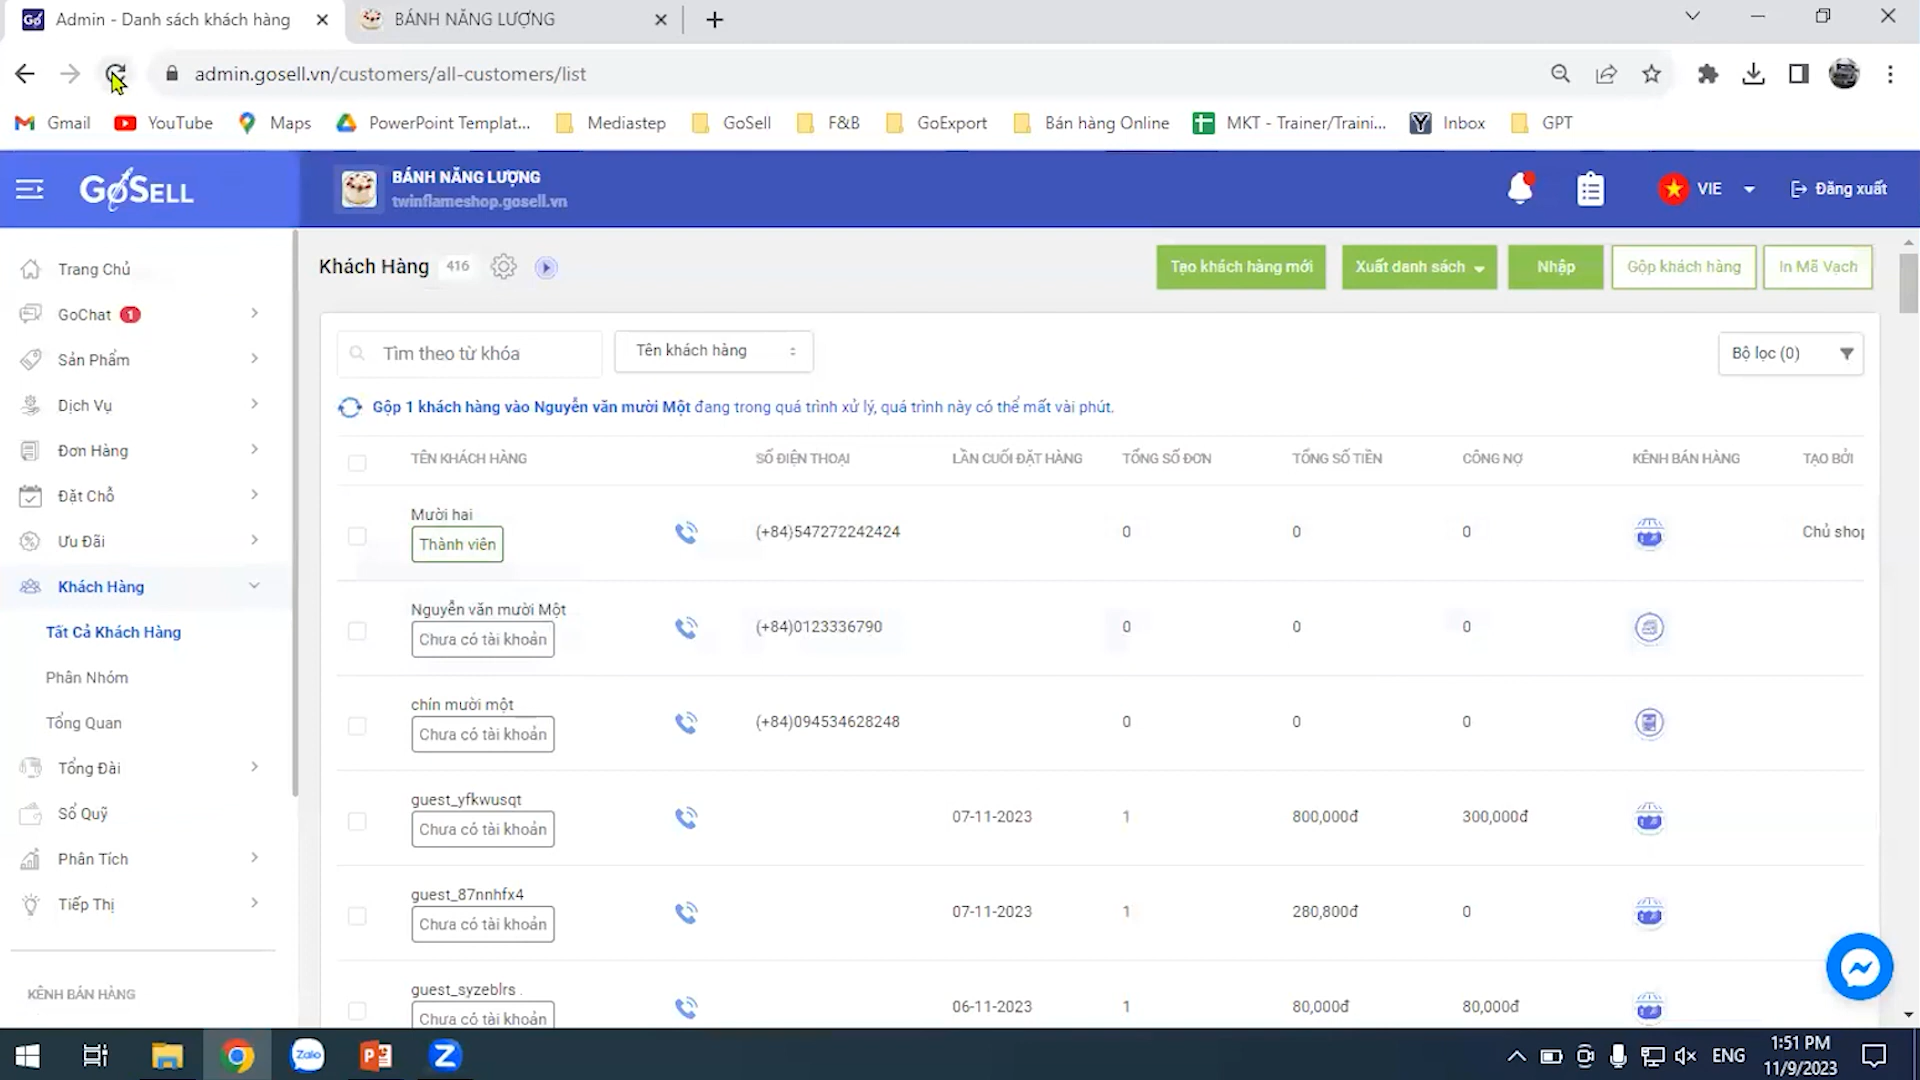 Admin - Danh sách khách hàng
BÁNH NĂNG LƯỢNG
admin.gosell.vn/customers/all-customers/list
Gmail YouTube Maps PowerPoint Templat... Mediastep GoSell F&B GoExport Bán hàng Online MKT - Trainer/Traini... Inbox GPT
GOSELL
BÁNH NĂNG LƯỢNG
twinflameshop.gosell.vn
VIE
Đăng xuất
Trang Chủ
GoChat 1
Sản Phẩm
Dịch Vụ
Đơn Hàng
Đặt Chỗ
Ưu Đãi
Khách Hàng
Tất Cả Khách Hàng
Phân Nhóm
Tổng Quan
Tổng Đài
Sổ Quỹ
Phân Tích
Tiếp Thị
KÊNH BÁN HÀNG
Khách Hàng 416
Tạo khách hàng mới
Xuất danh sách
Nhập
Gộp khách hàng
In Mã Vạch
Tìm theo từ khóa
Tên khách hàng
Bộ lọc (0)
Gộp 1 khách hàng vào Nguyễn văn mười Một đang trong quá trình xử lý, quá trình này có thể mất vài phút.
TÊN KHÁCH HÀNG SỐ ĐIỆN THOẠI LẦN CUỐI ĐẶT HÀNG TỔNG SỐ ĐƠN TỔNG SỐ TIỀN CÔNG NỢ KÊNH BÁN HÀNG TẠO BỞI
Mười hai
Thành viên
(+84)547272242424 0 0 0 Chủ shop
Nguyễn văn mười Một
Chưa có tài khoản
(+84)0123336790 0 0 0
chín mười một
Chưa có tài khoản
(+84)094534628248 0 0 0
guest_yfkwusqt
Chưa có tài khoản
07-11-2023 1 800,000đ 300,000đ
guest_87nnhfx4
Chưa có tài khoản
07-11-2023 1 280,800đ 0
guest_syzeblrs .
Chưa có tài khoản
06-11-2023 1 80,000đ 80,000đ
Zalo
ENG
1:51 PM
11/9/2023